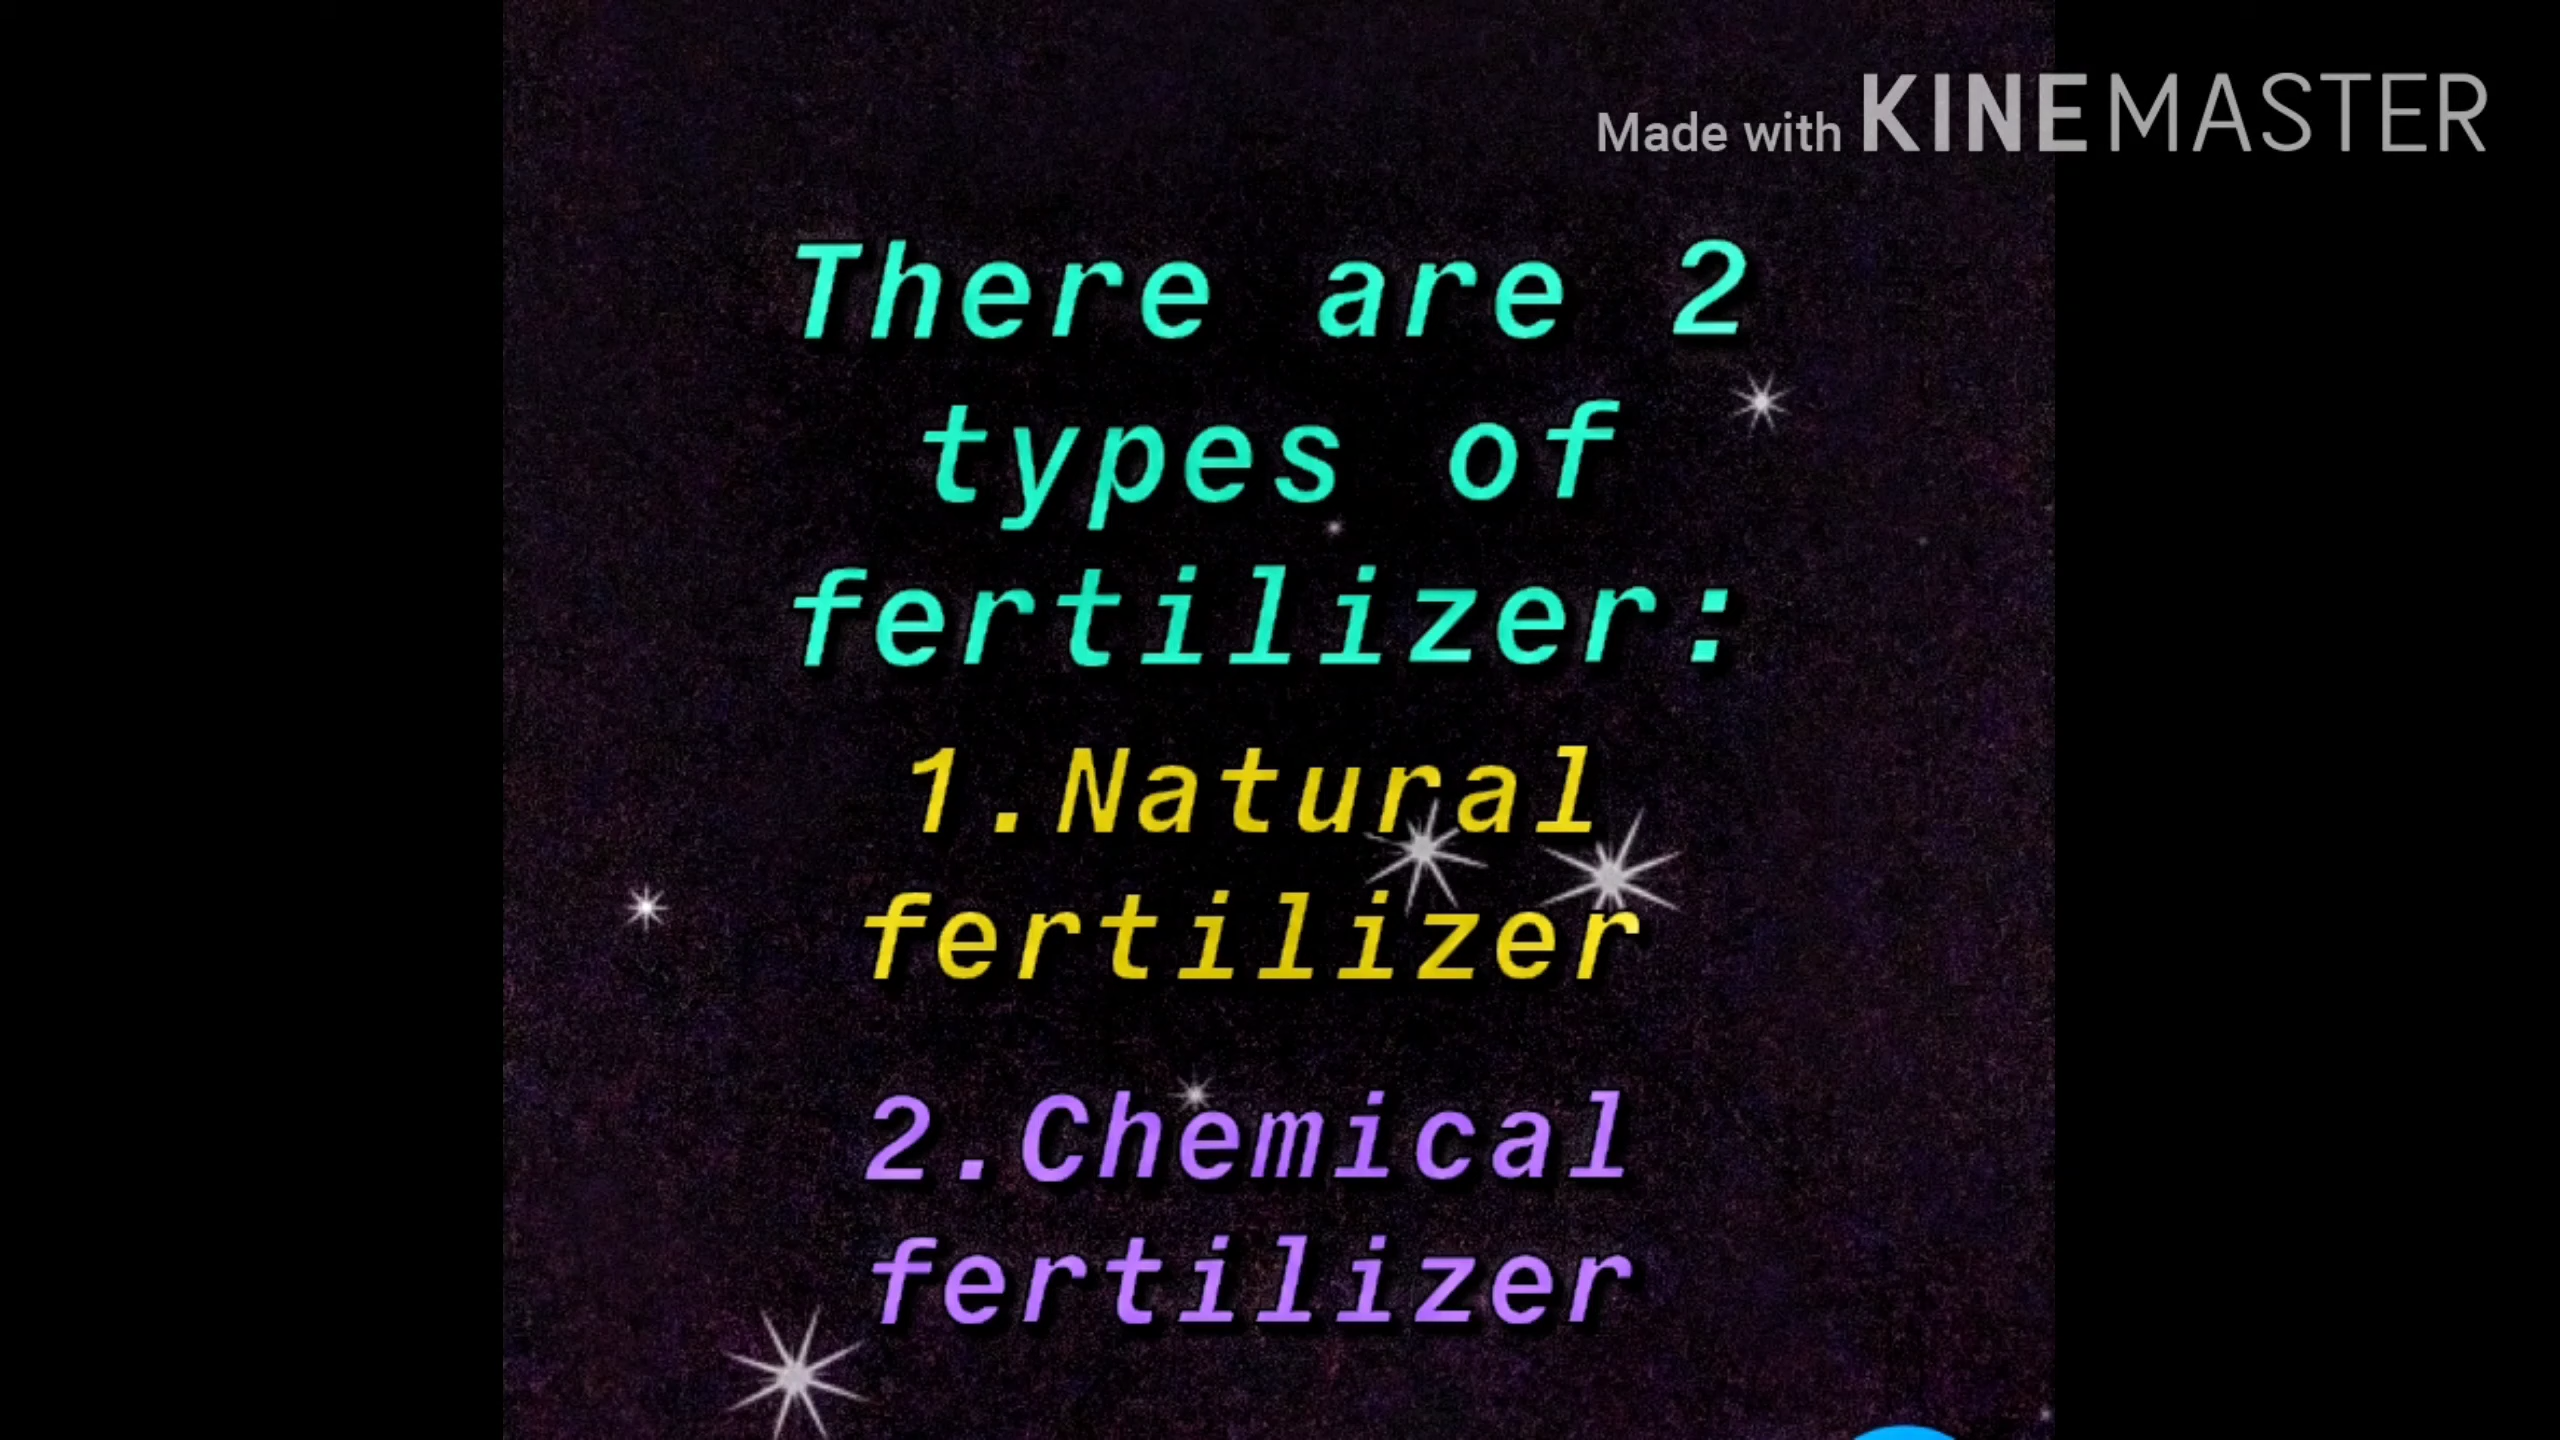 Made with KINEMASTER
There are 2
types of
fertilizer:
1.Natural
fertilizer
2.Chemical
fertilizer